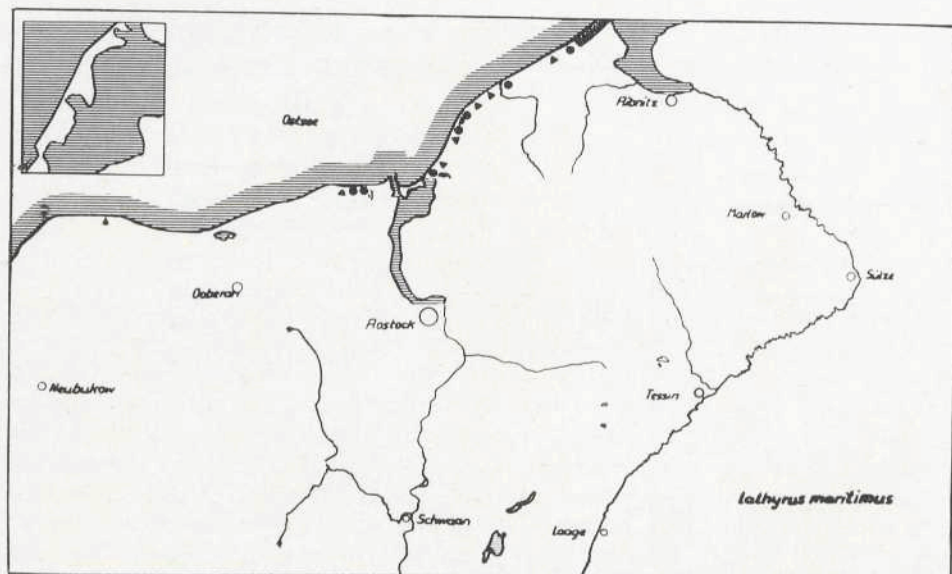 Ostsee
Ribnitz
Marlow
Sülze
Doberan
Rostock
Neubukow
Tessin
Lathyrus maritimus
Schwaan
Laage